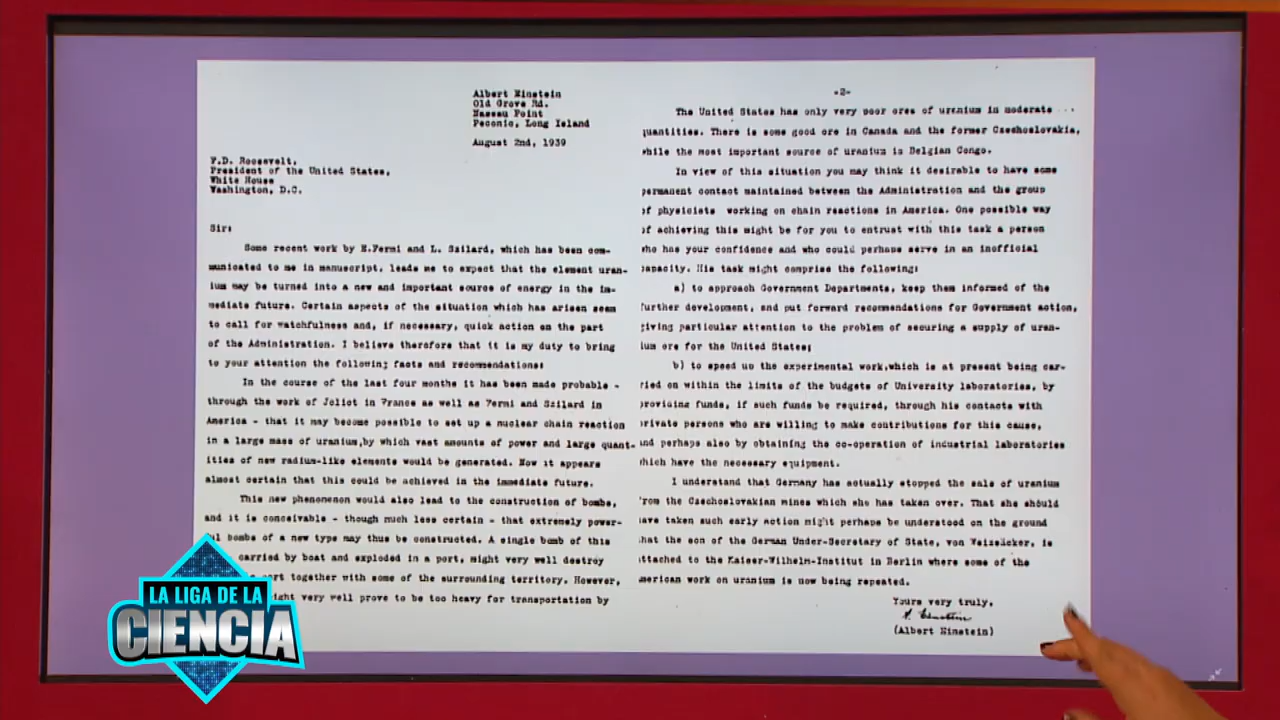 Albert Einstein
Old Grove Rd.
Nassau Point
Peconic, Long Island
August 2nd, 1939
F.D. Roosevelt,
President of the United States,
White House
Washington, D.C.
Sir:
Some recent work by E.Fermi and L. Szilard, which has been com-
municated to me in manuscript, leads me to expect that the element uran-
ium may be turned into a new and important source of energy in the im-
mediate future. Certain aspects of the situation which has arisen seem
to call for watchfulness and, if necessary, quick action on the part
of the Administration. I believe therefore that it is my duty to bring
to your attention the following facts and recommendations:
In the course of the last four months it has been made probable -
through the work of Joliot in France as well as Fermi and Szilard in
America - that it may become possible to set up a nuclear chain reaction
in a large mass of uranium,by which vast amounts of power and large quant-
ities of new radium-like elements would be generated. Now it appears
almost certain that this could be achieved in the immediate future.
This new phenomenon would also lead to the construction of bombs,
and it is conceivable - though much less certain - that extremely power-
ul bombs of a new type may thus be constructed. A single bomb of this
carried by boat and exploded in a port, might very well destroy
ort together with some of the surrounding territory. However,
ight very well prove to be too heavy for transportation by
-2-
The United States has only very poor ores of uranium in moderate
quantities. There is some good ore in Canada and the former Czechoslovakia,
while the most important source of uranium is Belgian Congo.
In view of this situation you may think it desirable to have some
permanent contact maintained between the Administration and the group
of physicists working on chain reactions in America. One possible way
of achieving this might be for you to entrust with this task a person
who has your confidence and who could perhaps serve in an inofficial
capacity. His task might comprise the following:
a) to approach Government Departments, keep them informed of the
further development, and put forward recommendations for Government action,
giving particular attention to the problem of securing a supply of uran-
ium ore for the United States;
b) to speed up the experimental work,which is at present being car-
ried on within the limits of the budgets of University laboratories, by
providing funds, if such funds be required, through his contacts with
private persons who are willing to make contributions for this cause,
and perhaps also by obtaining the co-operation of industrial laboratories
which have the necessary equipment.
I understand that Germany has actually stopped the sale of uranium
from the Czechoslovakian mines which she has taken over. That she should
have taken such early action might perhaps be understood on the ground
that the son of the German Under-Secretary of State, von Weizsäcker, is
attached to the Kaiser-Wilhelm-Institut in Berlin where some of the
American work on uranium is now being repeated.
Yours very truly,
A. Einstein
(Albert Einstein)
LA LIGA DE LA
CIENCIA